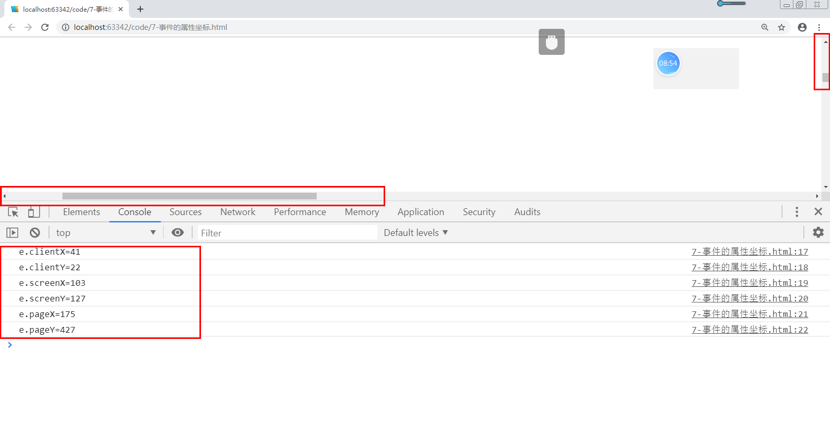 localhost:63342/code/7-事件的
localhost:63342/code/7-事件的属性坐标.html
08:54
Elements Console Sources Network Performance Memory Application Security Audits
top Filter Default levels
e.clientX=41 7-事件的属性坐标.html:17
e.clientY=22 7-事件的属性坐标.html:18
e.screenX=103 7-事件的属性坐标.html:19
e.screenY=127 7-事件的属性坐标.html:20
e.pageX=175 7-事件的属性坐标.html:21
e.pageY=427 7-事件的属性坐标.html:22